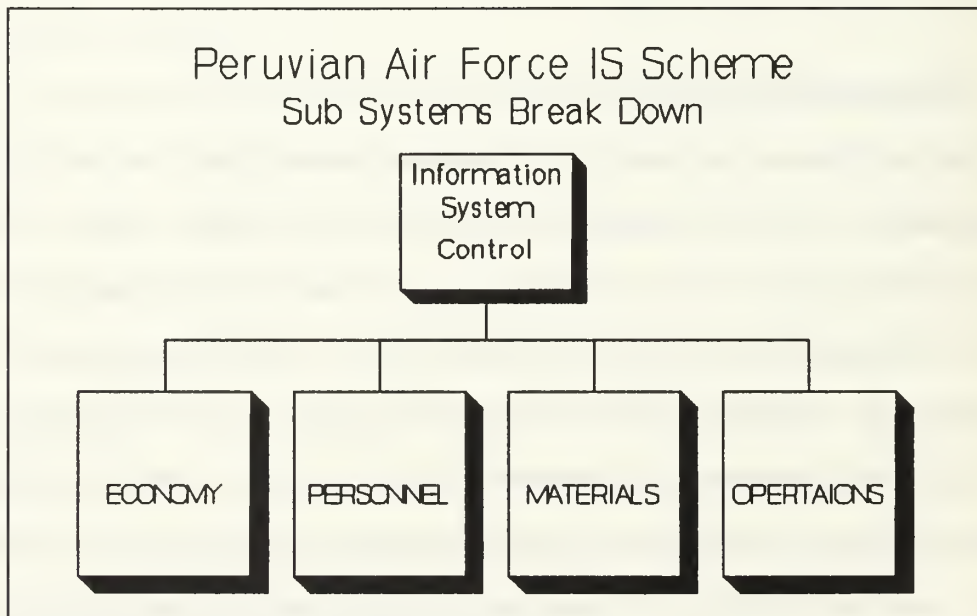 Peruvian Air Force IS Scheme
Sub Systems Break Down
Information
System
Control
ECONOMY
PERSONNEL
MATERIALS
OPERTAIONS